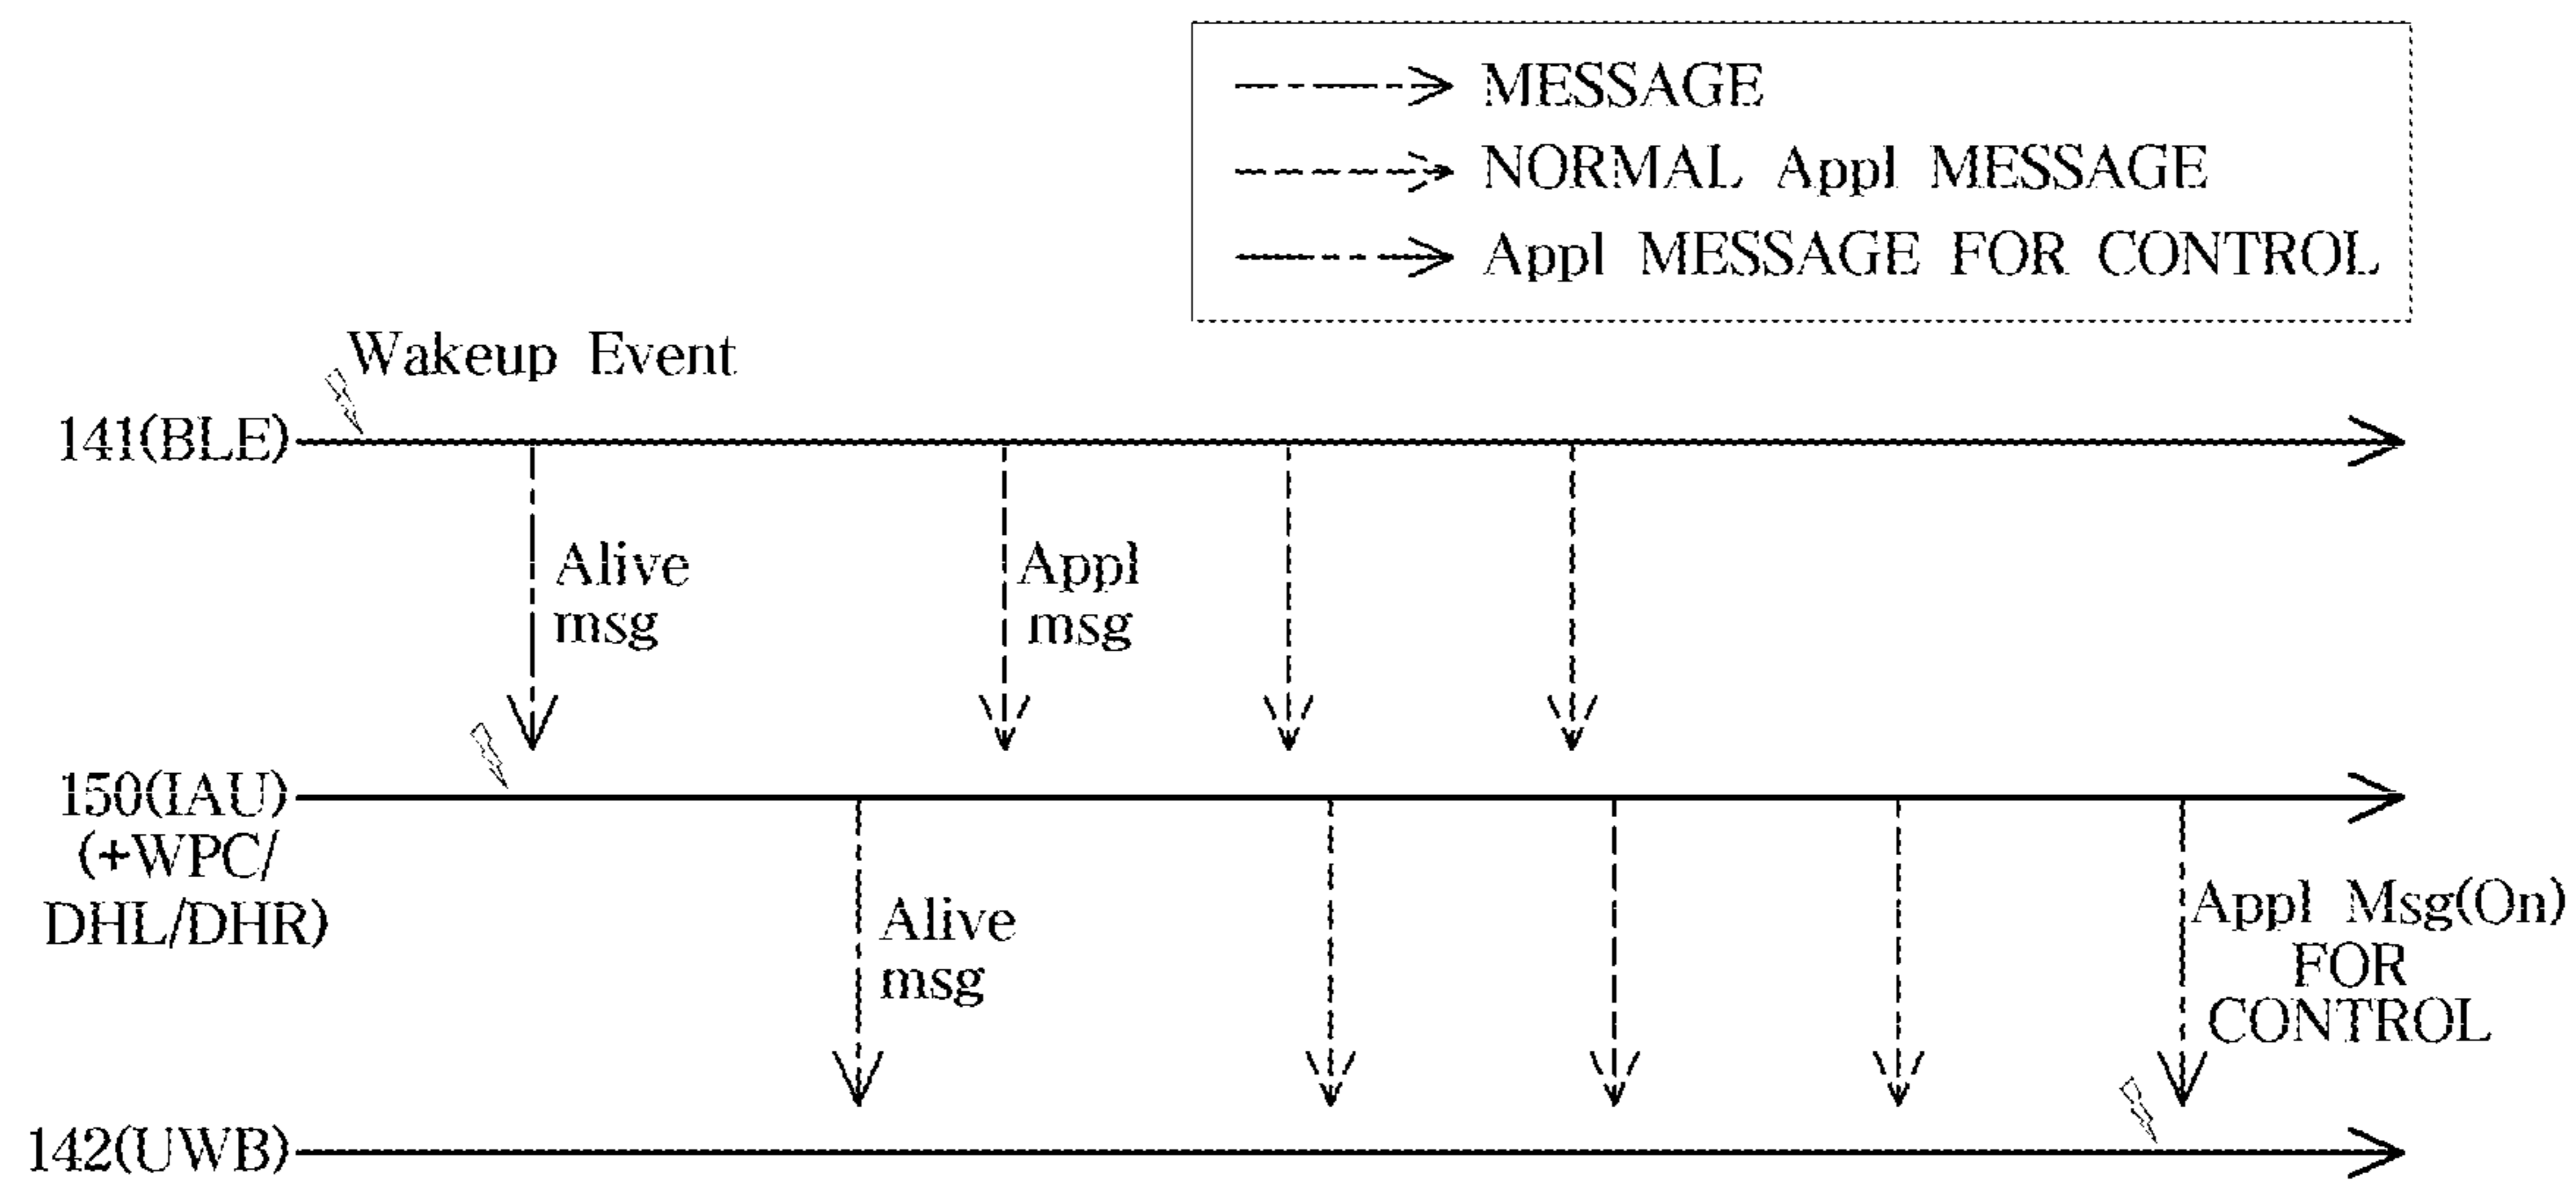 MESSAGE
NORMAL Appl MESSAGE
Appl MESSAGE FOR CONTROL
Wakeup Event
141(BLE)
Alive
msg
Appl
msg
150(IAU)
(+WPC/
DHL/DHR)
Alive
msg
Appl Msg(On)
FOR
CONTROL
142(UWB)